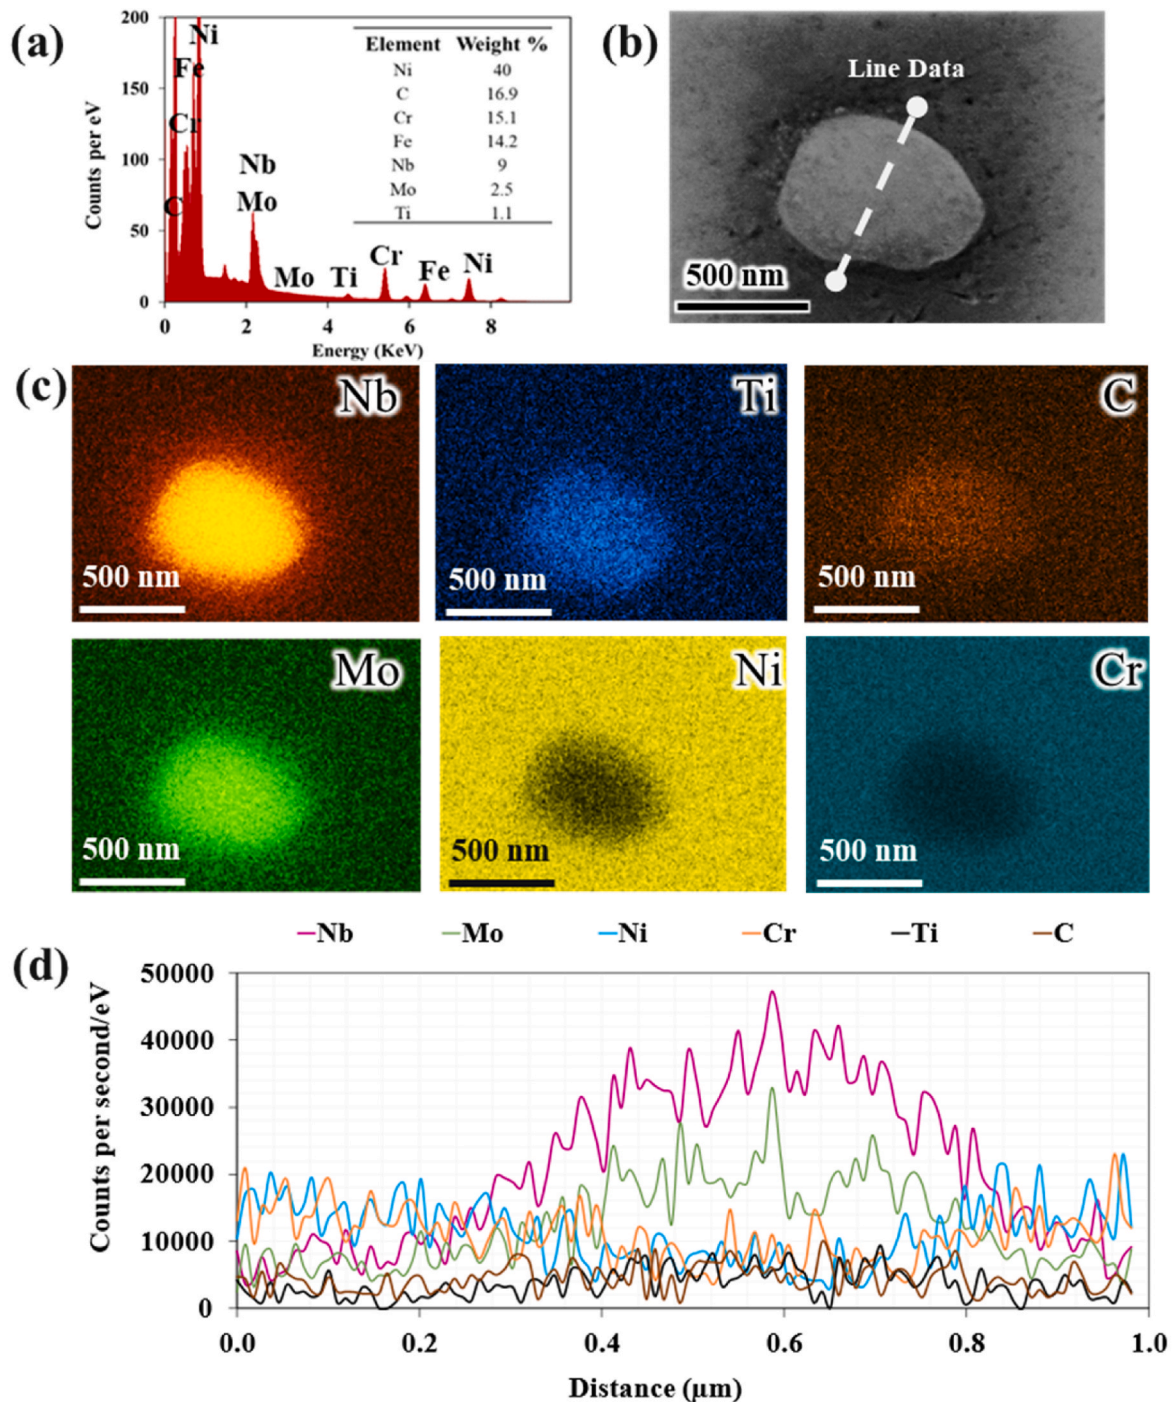 (a)
200
150
100
50
0
0 2 4 6 8
Counts per eV
Energy (KeV)
Ni
Fe
Cr
C
Nb
Mo
Mo Ti Cr Fe Ni
Element Weight %
Ni 40
C 16.9
Cr 15.1
Fe 14.2
Nb 9
Mo 2.5
Ti 1.1
(b)
Line Data
500 nm
(c)
Nb
500 nm
Ti
500 nm
C
500 nm
Mo
500 nm
Ni
500 nm
Cr
500 nm
Nb Mo Ni Cr Ti C
(d)
50000
40000
30000
20000
10000
0
Counts per second/eV
0.0 0.2 0.4 0.6 0.8 1.0
Distance (µm)